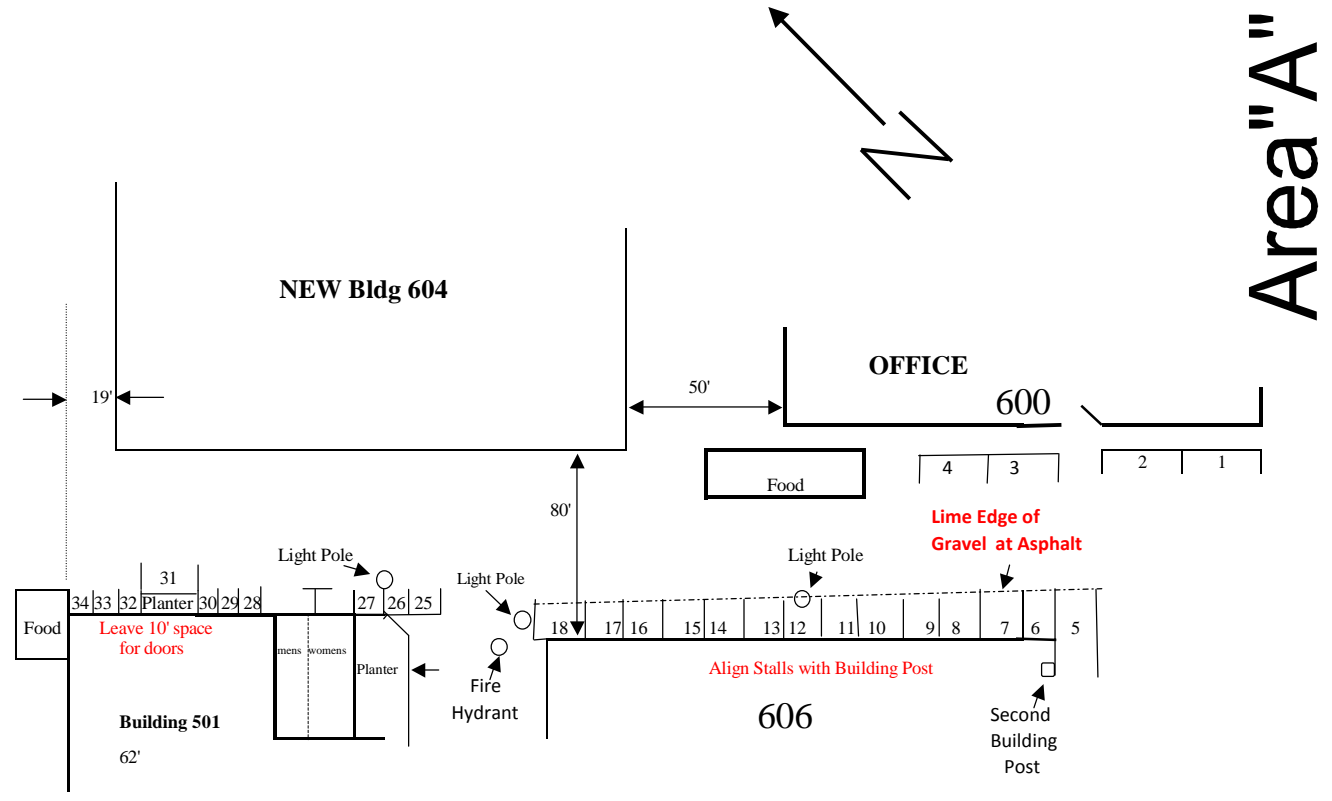 Area"A"
N
NEW Bldg 604
OFFICE
600
19'
50'
4 3 2 1
Food
80'
Lime Edge of
Gravel at Asphalt
Light Pole
Light Pole
Light Pole
31
34 33 32 Planter 30 29 28 27 26 25
18 17 16 15 14 13 12 11 10 9 8 7 6 5
Food
Leave 10' space
for doors
mens womens
Planter
Align Stalls with Building Post
Fire
Hydrant
Building 501
62'
606
Second
Building
Post